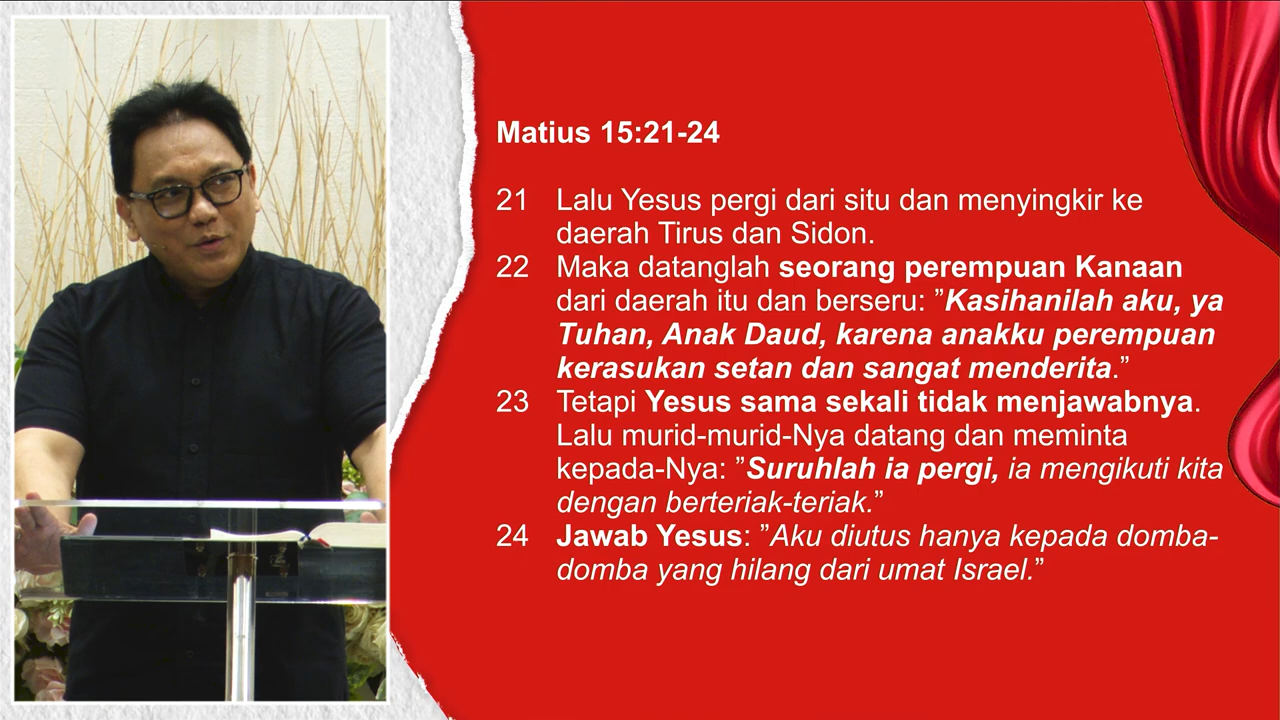 Matius 15:21-24
21 Lalu Yesus pergi dari situ dan menyingkir ke
daerah Tirus dan Sidon.
22 Maka datanglah seorang perempuan Kanaan
dari daerah itu dan berseru: ”Kasihanilah aku, ya
Tuhan, Anak Daud, karena anakku perempuan
kerasukan setan dan sangat menderita.”
23 Tetapi Yesus sama sekali tidak menjawabnya.
Lalu murid-murid-Nya datang dan meminta
kepada-Nya: ”Suruhlah ia pergi, ia mengikuti kita
dengan berteriak-teriak.”
24 Jawab Yesus: ”Aku diutus hanya kepada domba-
domba yang hilang dari umat Israel.”